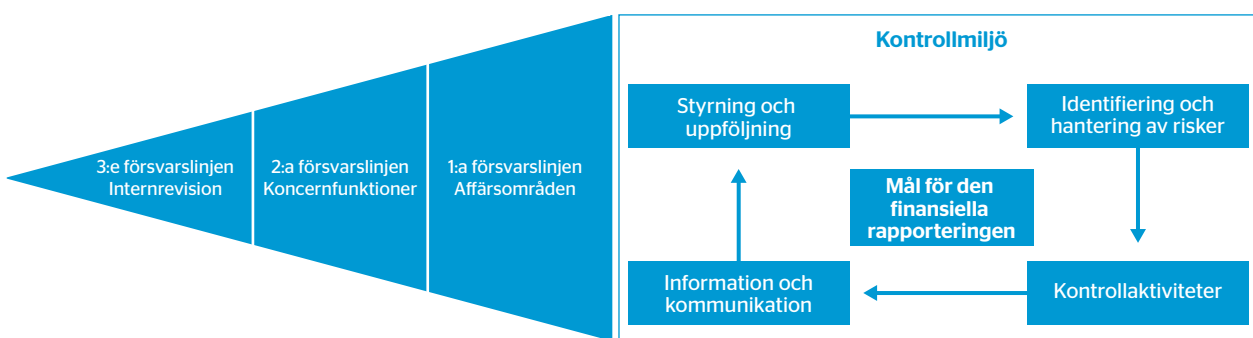 3:e försvarslinjen
Internrevision
2:a försvarslinjen
Koncernfunktioner
1:a försvarslinjen
Affärsområden
Kontrollmiljö
Styrning och
uppföljning
Identifiering och
hantering av risker
Mål för den
finansiella
rapporteringen
Information och
kommunikation
Kontrollaktiviteter